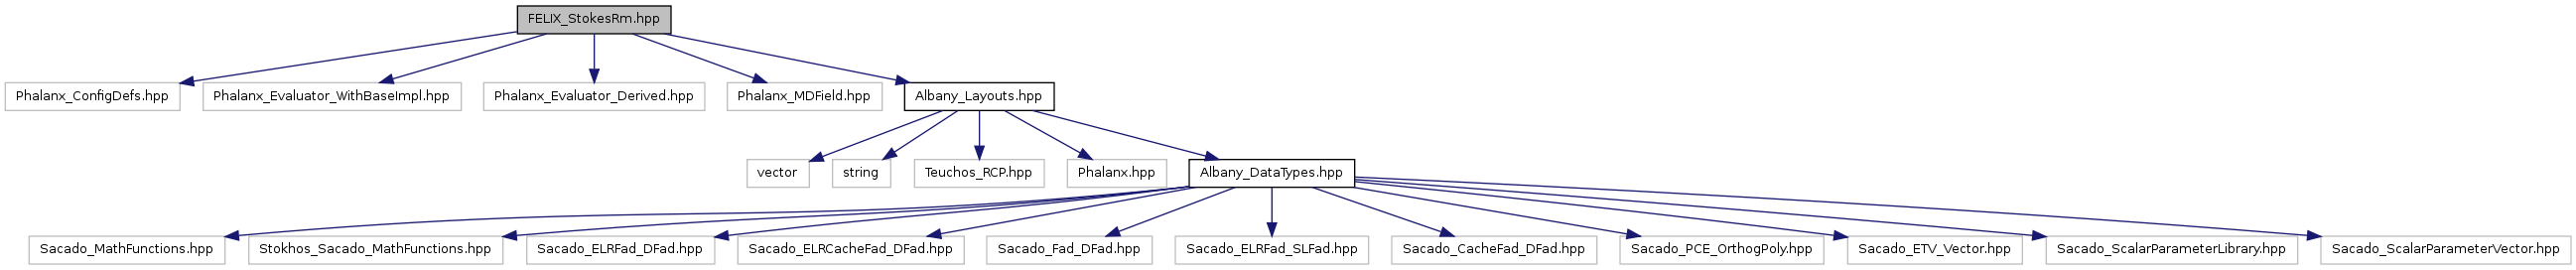 FELIX_StokesRm.hpp
Phalanx_ConfigDefs.hpp
Phalanx_Evaluator_WithBaseImpl.hpp
Phalanx_Evaluator_Derived.hpp
Phalanx_MDField.hpp
Albany_Layouts.hpp
vector
string
Teuchos_RCP.hpp
Phalanx.hpp
Albany_DataTypes.hpp
Sacado_MathFunctions.hpp
Stokhos_Sacado_MathFunctions.hpp
Sacado_ELRFad_DFad.hpp
Sacado_ELRCacheFad_DFad.hpp
Sacado_Fad_DFad.hpp
Sacado_ELRFad_SLFad.hpp
Sacado_CacheFad_DFad.hpp
Sacado_PCE_OrthogPoly.hpp
Sacado_ETV_Vector.hpp
Sacado_ScalarParameterLibrary.hpp
Sacado_ScalarParameterVector.hpp